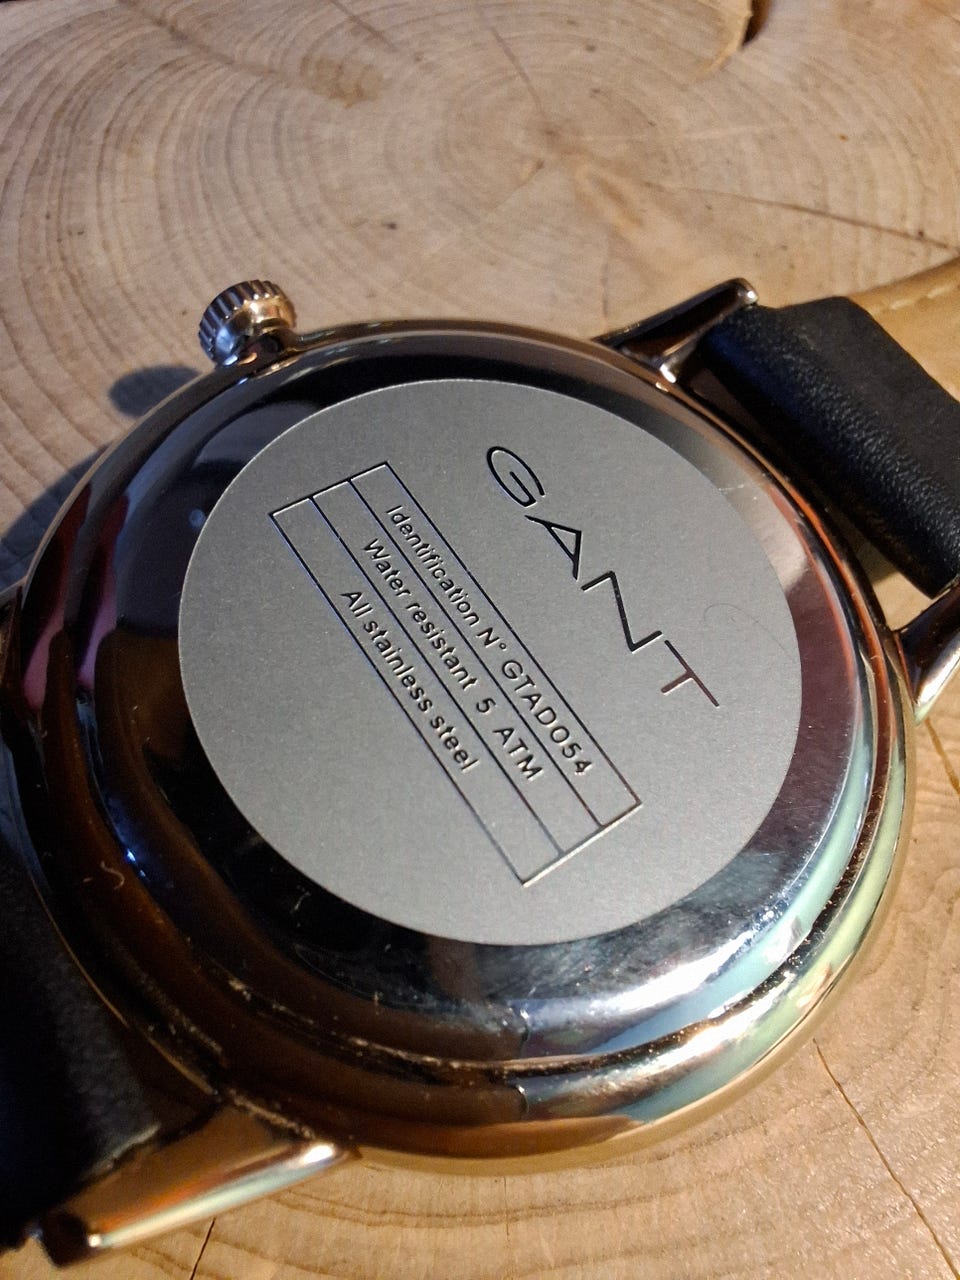 GANT
Identification N° GTAD054
Water resistant 5 ATM
All stainless steel